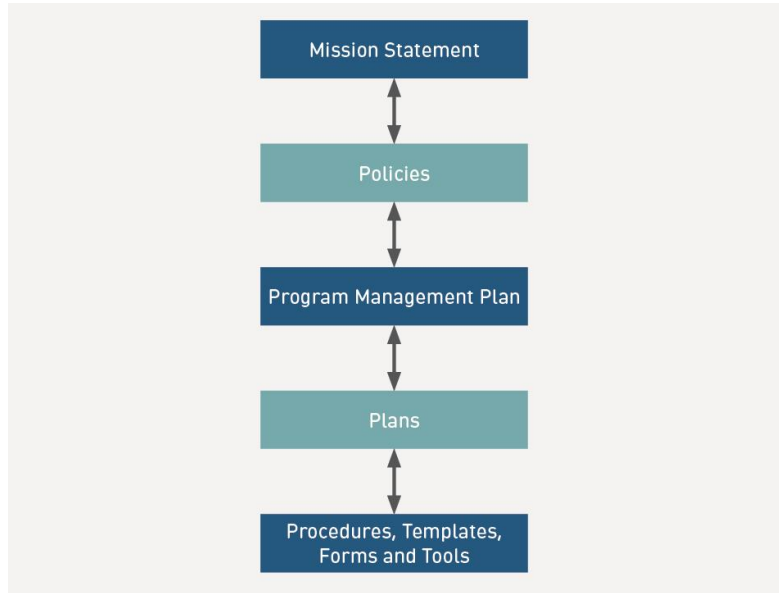 Mission Statement
Policies
Program Management Plan
Plans
Procedures, Templates,
Forms and Tools